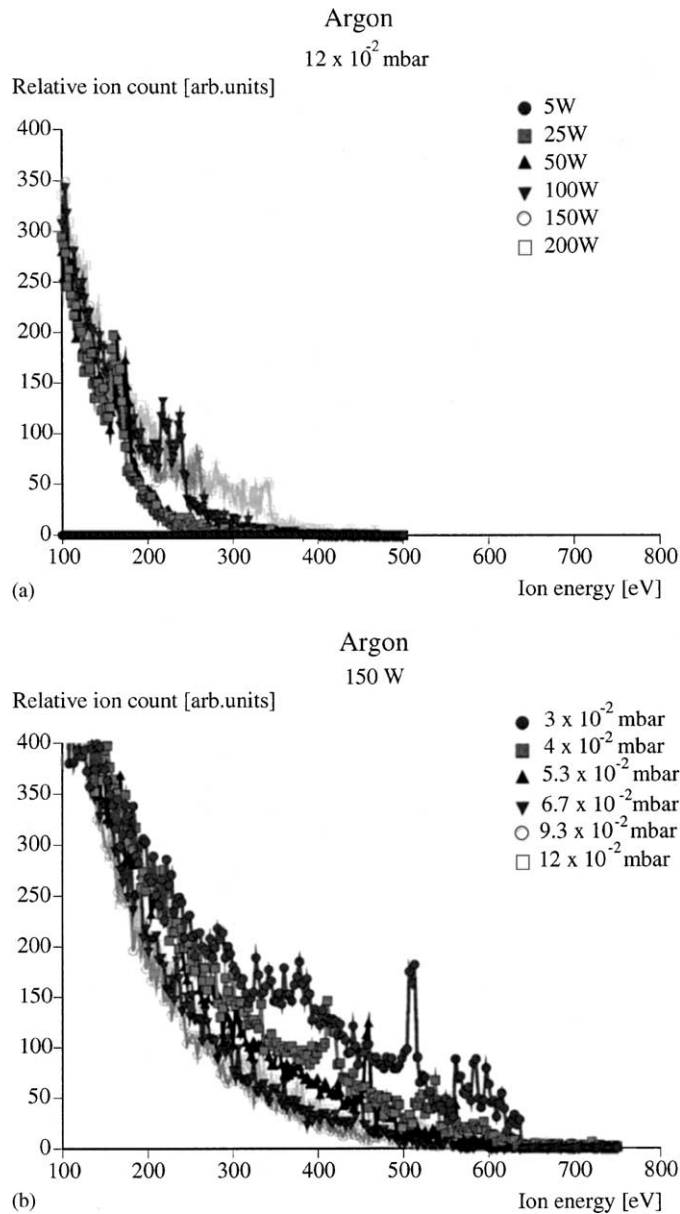 Argon
12 x 10⁻² mbar
Relative ion count [arb.units]
5W
25W
50W
100W
150W
200W
400
350
300
250
200
150
100
50
0
100 200 300 400 500 600 700 800
(a) Ion energy [eV]
Argon
150 W
Relative ion count [arb.units]
3 x 10⁻² mbar
4 x 10⁻² mbar
5.3 x 10⁻² mbar
6.7 x 10⁻² mbar
9.3 x 10⁻² mbar
12 x 10⁻² mbar
400
350
300
250
200
150
100
50
0
100 200 300 400 500 600 700 800
(b) Ion energy [eV]